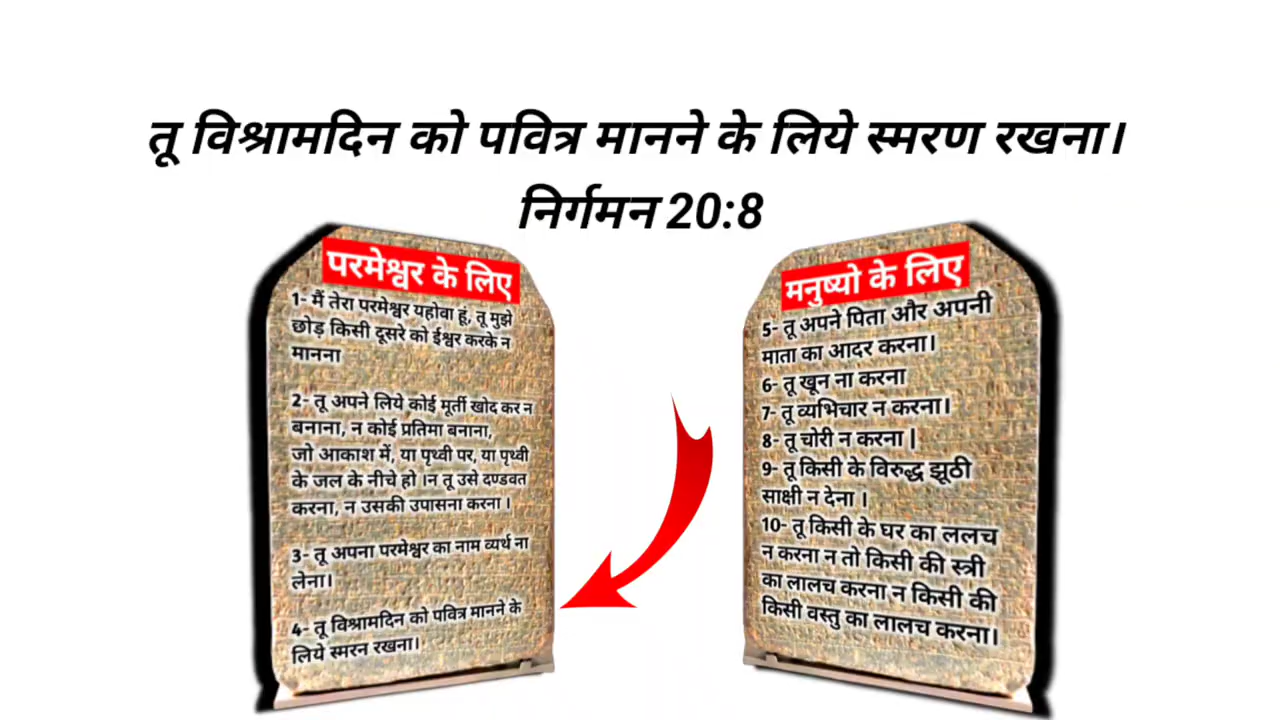 तू विश्रामदिन को पवित्र मानने के लिये स्मरण रखना।
निर्गमन 20:8
परमेश्वर के लिए
1- मैं तेरा परमेश्वर यहोवा हूं, तू मुझे
छोड़ किसी दूसरे को ईश्वर करके न
मानना
2- तू अपने लिये कोई मूर्ती खोद कर न
बनाना, न कोई प्रतिमा बनाना,
जो आकाश में, या पृथ्वी पर, या पृथ्वी
के जल के नीचे हो ।न तू उसे दण्डवत
करना, न उसकी उपासना करना ।
3- तू अपना परमेश्वर का नाम व्यर्थ ना
लेना।
4- तू विश्रामदिन को पवित्र मानने के
लिये स्मरन रखना।
मनुष्यो के लिए
5- तू अपने पिता और अपनी
माता का आदर करना।
6- तू खून ना करना
7- तू व्यभिचार न करना।
8- तू चोरी न करना |
9- तू किसी के विरुद्ध झूठी
साक्षी न देना ।
10- तू किसी के घर का ललच
न करना न तो किसी की स्त्री
का लालच करना न किसी की
किसी वस्तु का लालच करना।